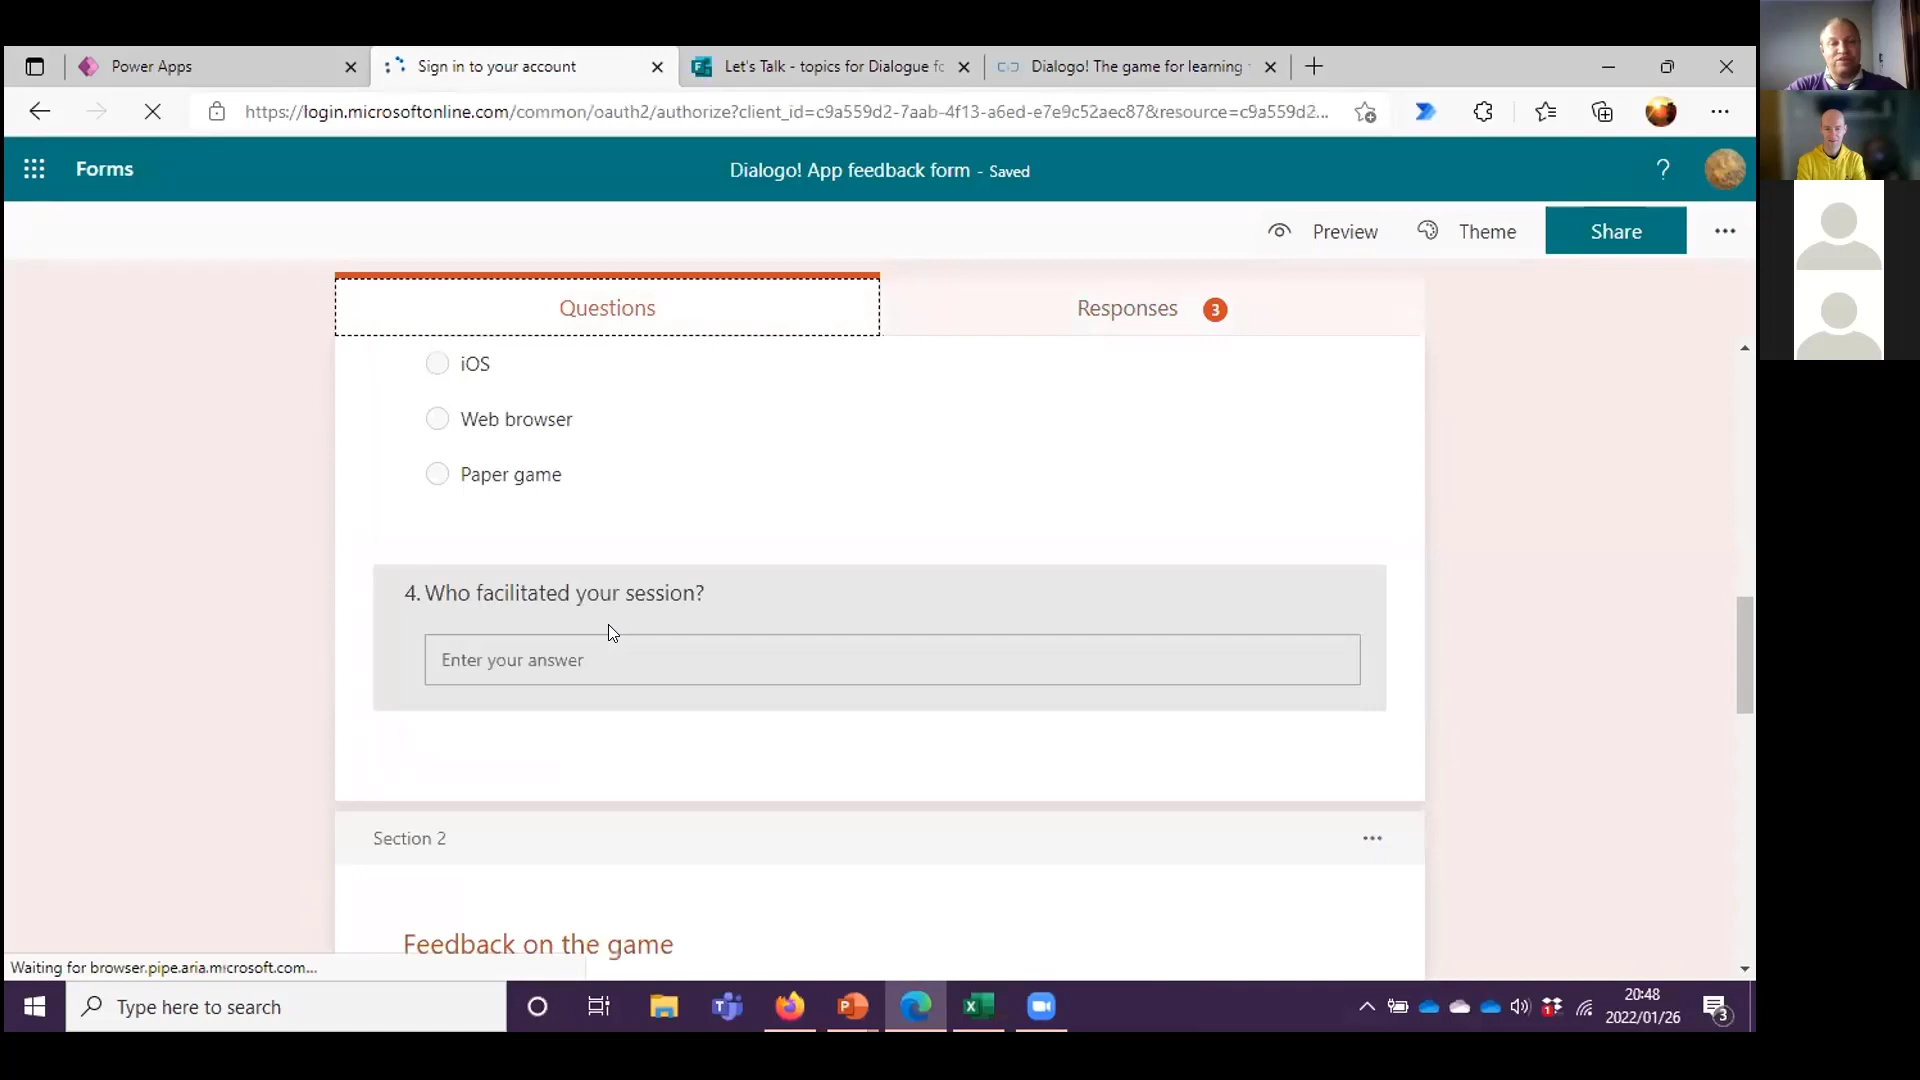 Power Apps
Sign in to your account
Let's Talk - topics for Dialogue fo
Dialogo! The game for learning
https://login.microsoftonline.com/common/oauth2/authorize?client_id=c9a559d2-7aab-4f13-a6ed-e7e9c52aec87&resource=c9a559d2...
Forms
Dialogo! App feedback form - Saved
?
Preview
Theme
Share
Questions
Responses
3
iOS
Web browser
Paper game
4. Who facilitated your session?
Enter your answer
Section 2
Feedback on the game
Waiting for browser.pipe.aria.microsoft.com...
Type here to search
20:48
2022/01/26
3